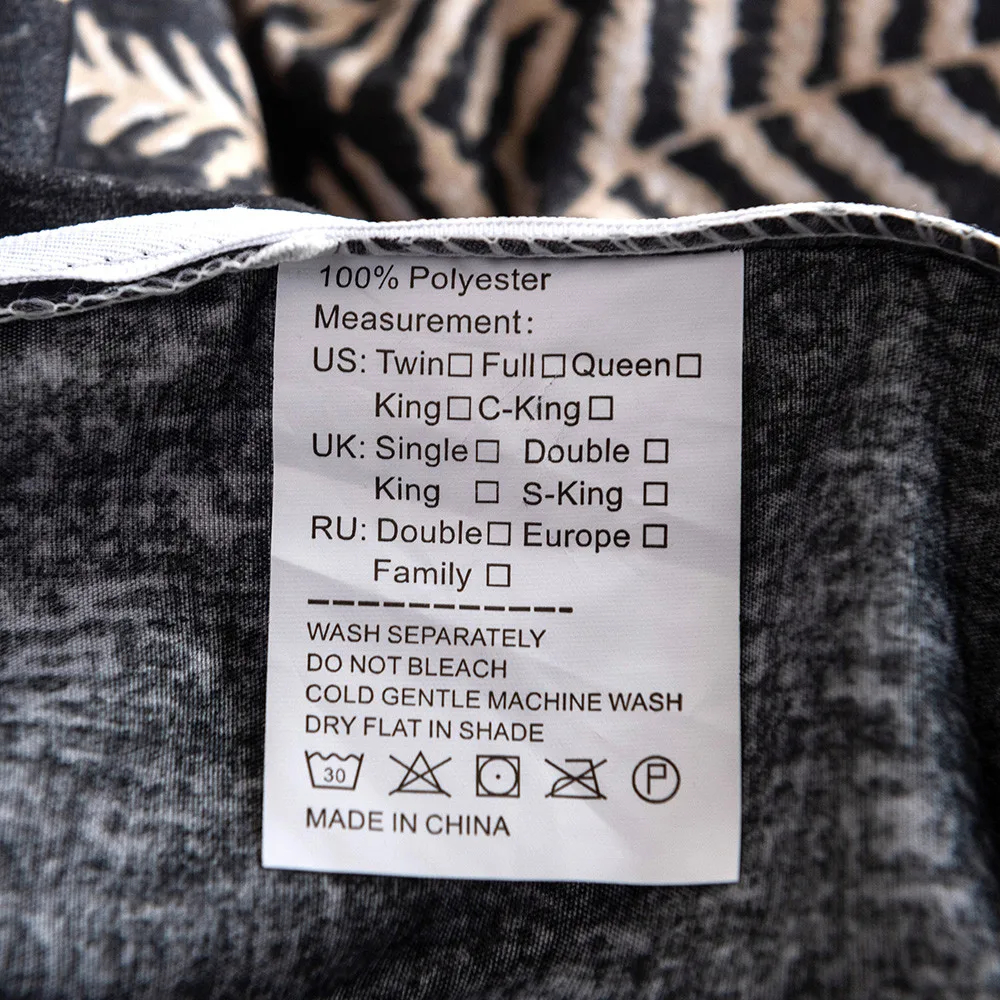 100% Polyester
Measurement:
US: Twin□ Full□ Queen□
King□ C-King□
UK: Single□ Double□
King □ S-King □
RU: Double□ Europe□
Family □
WASH SEPARATELY
DO NOT BLEACH
COLD GENTLE MACHINE WASH
DRY FLAT IN SHADE
30 P
MADE IN CHINA